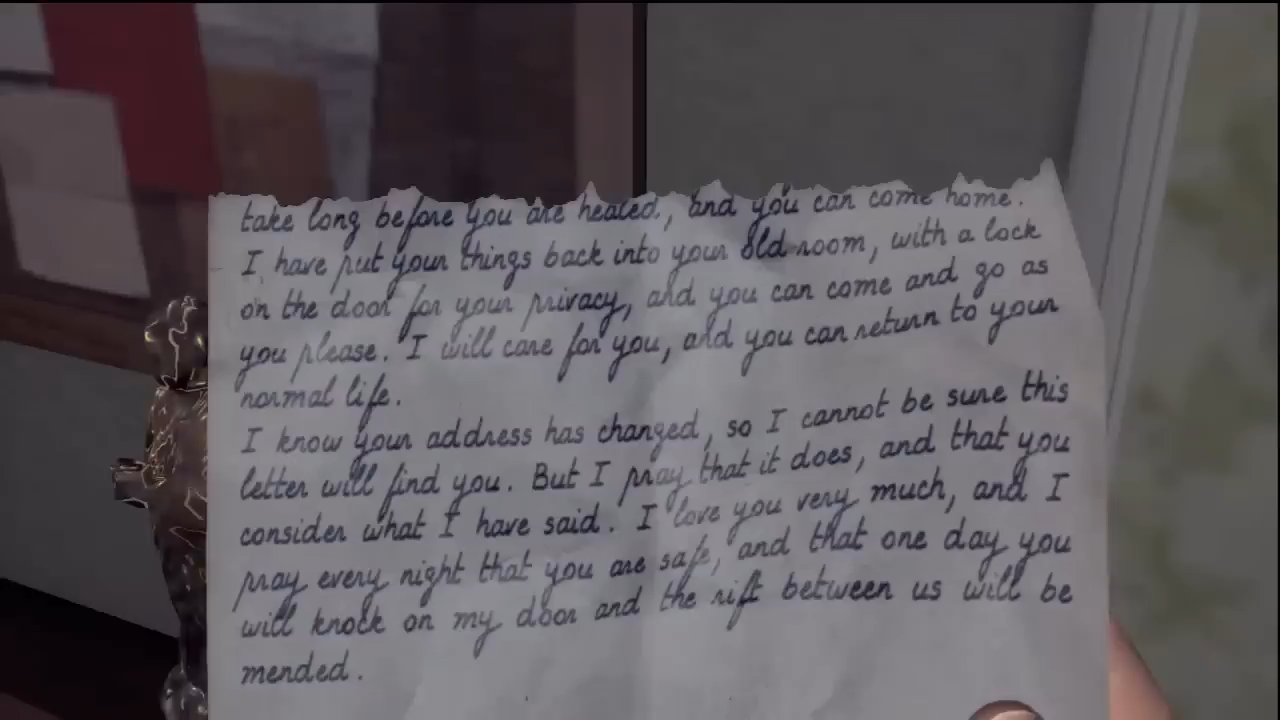 take long before you are healed, and you can come home.
I have put your things back into your old room, with a lock
on the door for your privacy, and you can come and go as
you please. I will care for you, and you can return to your
normal life.
I know your address has changed, so I cannot be sure this
letter will find you. But I pray that it does, and that you
consider what I have said. I love you very much, and I
pray every night that you are safe, and that one day you
will knock on my door and the rift between us will be
mended.